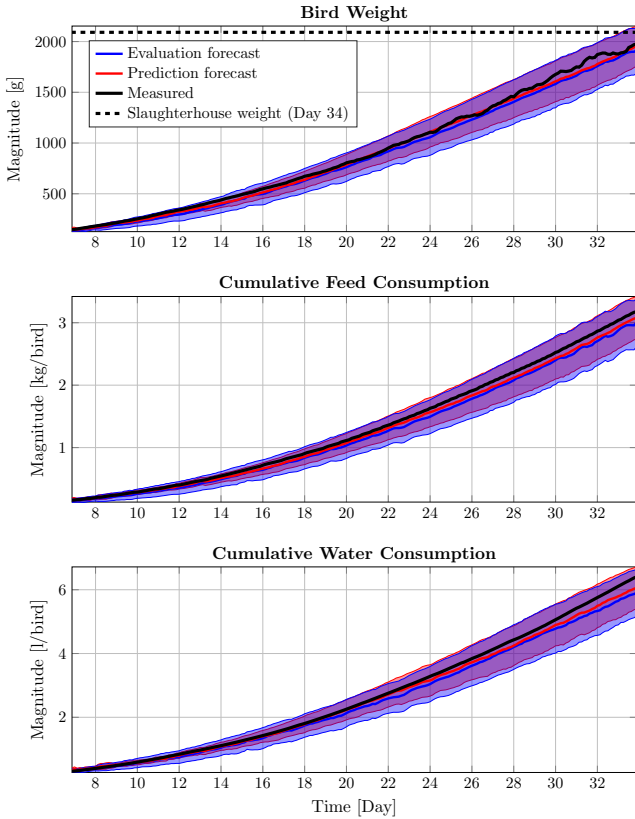 Bird Weight
Magnitude [g]
2000
1500
1000
500
Evaluation forecast
Prediction forecast
Measured
Slaughterhouse weight (Day 34)
8 10 12 14 16 18 20 22 24 26 28 30 32
Cumulative Feed Consumption
Magnitude [kg/bird]
3
2
1
8 10 12 14 16 18 20 22 24 26 28 30 32
Cumulative Water Consumption
Magnitude [l/bird]
6
4
2
8 10 12 14 16 18 20 22 24 26 28 30 32
Time [Day]